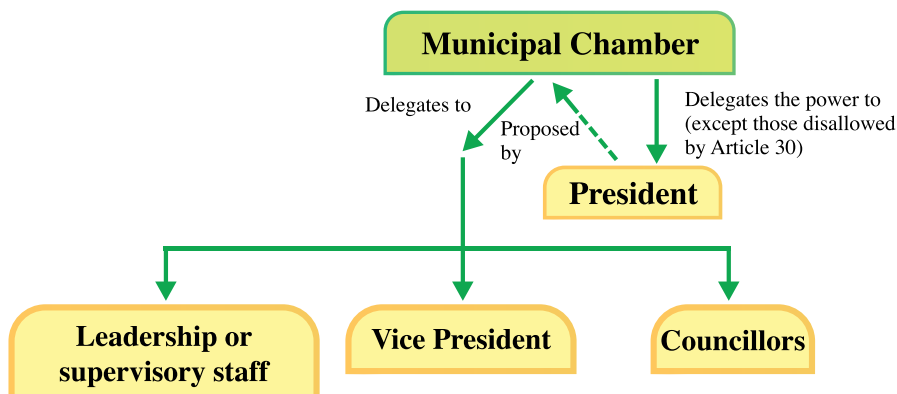 Municipal Chamber
Delegates to
Proposed
by
Delegates the power to
(except those disallowed
by Article 30)
President
Leadership or
supervisory staff
Vice President
Councillors